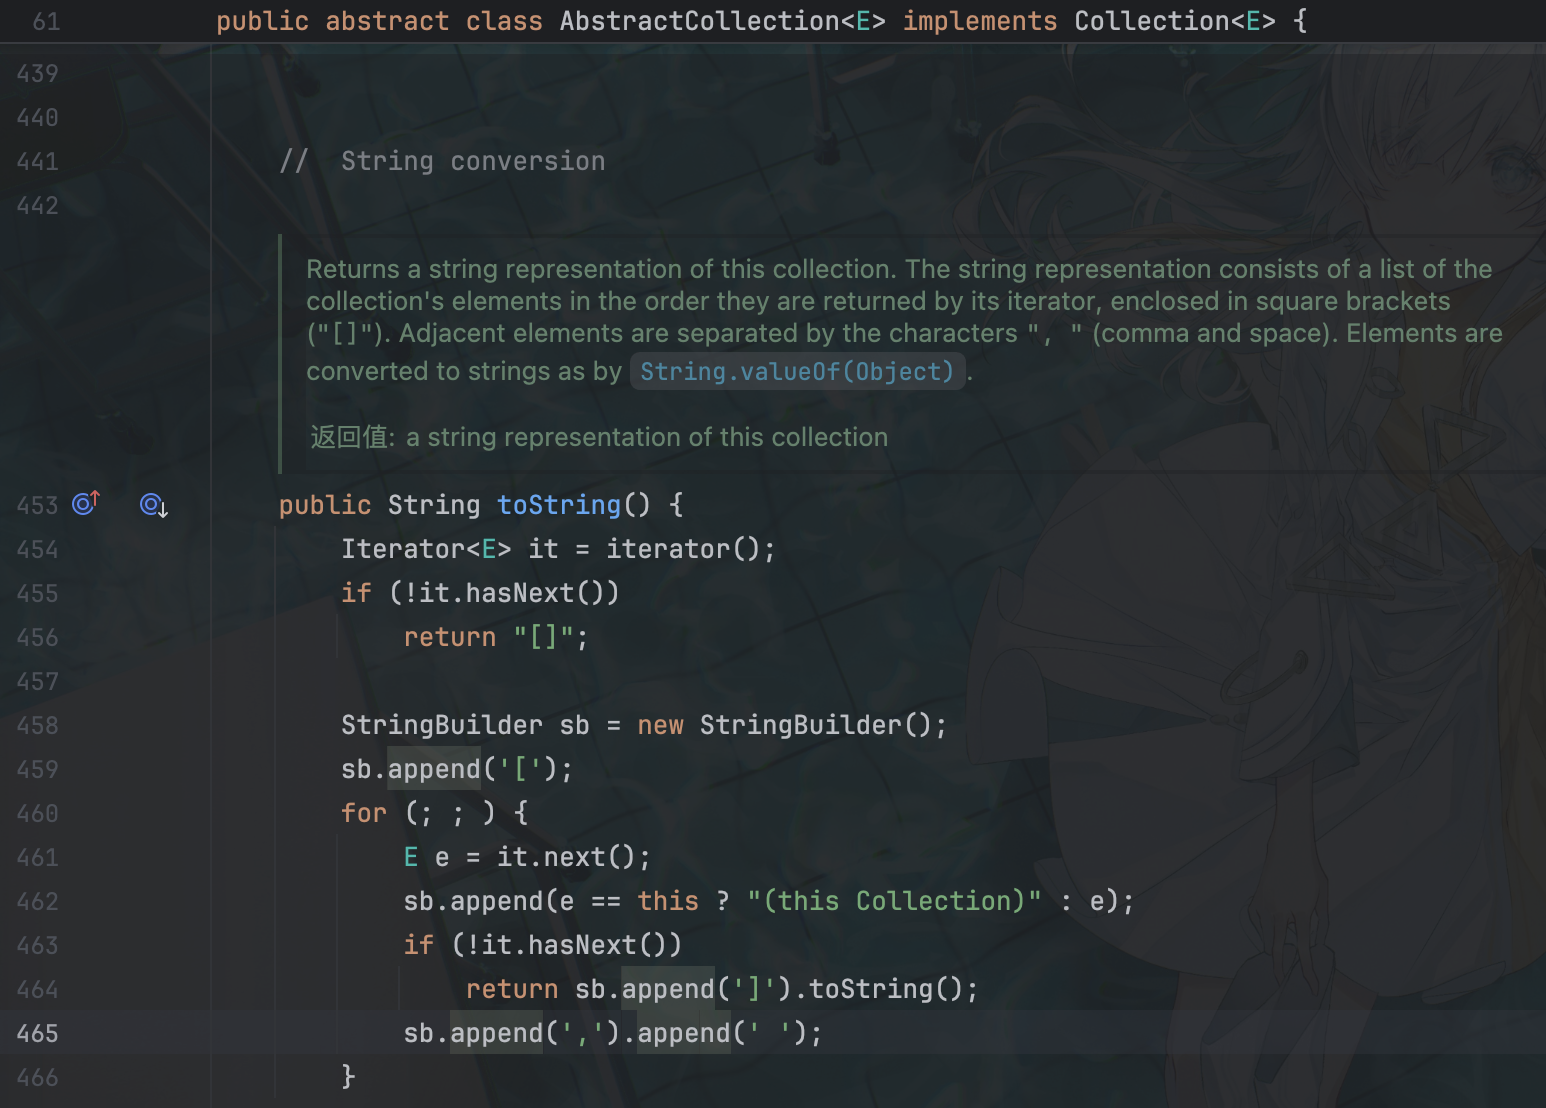 61 public abstract class AbstractCollection<E> implements Collection<E> {
439
440
441 // String conversion
442
Returns a string representation of this collection. The string representation consists of a list of the
collection's elements in the order they are returned by its iterator, enclosed in square brackets
("[]"). Adjacent elements are separated by the characters ", " (comma and space). Elements are
converted to strings as by String.valueOf(Object).
返回值: a string representation of this collection
453 public String toString() {
454 Iterator<E> it = iterator();
455 if (!it.hasNext())
456 return "[]";
457
458 StringBuilder sb = new StringBuilder();
459 sb.append('[');
460 for (; ; ) {
461 E e = it.next();
462 sb.append(e == this ? "(this Collection)" : e);
463 if (!it.hasNext())
464 return sb.append(']').toString();
465 sb.append(',').append(' ');
466 }